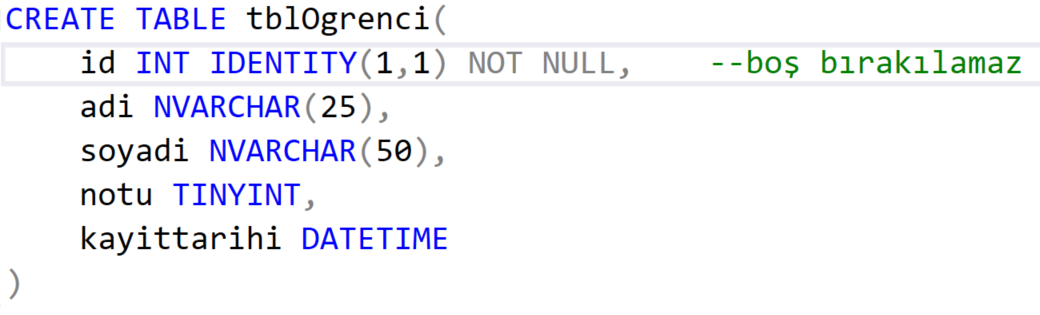 CREATE TABLE tblOgrenci(
id INT IDENTITY(1,1) NOT NULL, --boş bırakılamaz
adi NVARCHAR(25),
soyadi NVARCHAR(50),
notu TINYINT,
kayittarihi DATETIME
)